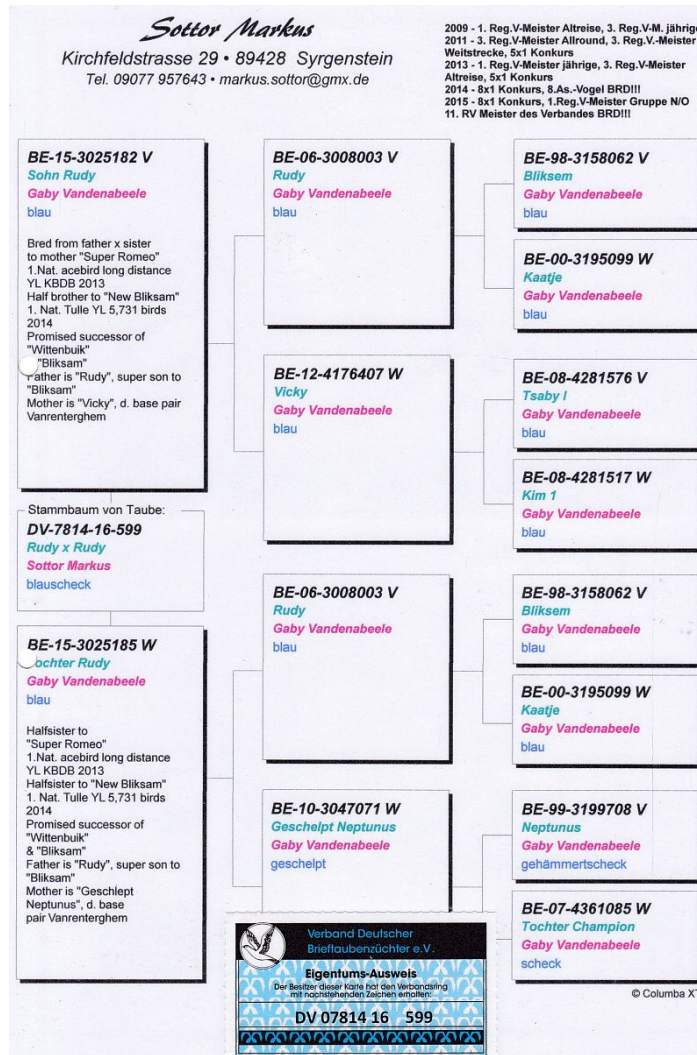 Sottor Markus
Kirchfeldstrasse 29 • 89428 Syrgenstein
Tel. 09077 957643 • markus.sottor@gmx.de
2009 - 1. Reg.V-Meister Altreise, 3. Reg.V-M. jährige
2011 - 3. Reg.V-Meister Allround, 3. Reg.V.-Meister
Weitstrecke, 5x1 Konkurs
2013 - 1. Reg.V-Meister jährige, 3. Reg.V-Meister
Altreise, 5x1 Konkurs
2014 - 8x1 Konkurs, 8.As.-Vogel BRD!!!
2015 - 8x1 Konkurs, 1.Reg.V-Meister Gruppe N/O
11. RV Meister des Verbandes BRD!!!
BE-15-3025182 V
Sohn Rudy
Gaby Vandenabeele
blau
Bred from father x sister
to mother "Super Romeo"
1.Nat. acebird long distance
YL KBDB 2013
Half brother to "New Bliksam"
1. Nat. Tulle YL 5,731 birds
2014
Promised successor of
"Wittenbuik"
"Bliksam"
Father is "Rudy", super son to
"Bliksam"
Mother is "Vicky", d. base pair
Vanrenterghem
Stammbaum von Taube:
DV-7814-16-599
Rudy x Rudy
Sottor Markus
blauscheck
BE-15-3025185 W
Tochter Rudy
Gaby Vandenabeele
blau
Halfsister to
"Super Romeo"
1.Nat. acebird long distance
YL KBDB 2013
Halfsister to "New Bliksam"
1. Nat. Tulle YL 5,731 birds
2014
Promised successor of
"Wittenbuik"
& "Bliksam"
Father is "Rudy", super son to
"Bliksam"
Mother is "Geschlept
Neptunus", d. base
pair Vanrenterghem
BE-06-3008003 V
Rudy
Gaby Vandenabeele
blau
BE-12-4176407 W
Vicky
Gaby Vandenabeele
blau
BE-06-3008003 V
Rudy
Gaby Vandenabeele
blau
BE-10-3047071 W
Geschelpt Neptunus
Gaby Vandenabeele
geschelpt
BE-98-3158062 V
Bliksem
Gaby Vandenabeele
blau
BE-00-3195099 W
Kaatje
Gaby Vandenabeele
blau
BE-08-4281576 V
Tsaby I
Gaby Vandenabeele
blau
BE-08-4281517 W
Kim 1
Gaby Vandenabeele
blau
BE-98-3158062 V
Bliksem
Gaby Vandenabeele
blau
BE-00-3195099 W
Kaatje
Gaby Vandenabeele
blau
BE-99-3199708 V
Neptunus
Gaby Vandenabeele
gehämmertscheck
BE-07-4361085 W
Tochter Champion
Gaby Vandenabeele
scheck
Verband Deutscher
Brieftaubenzüchter e.V.
Eigentums-Ausweis
Der Besitzer dieser Karte hat den Verbandsring
mit nachstehenden Zeichen erhalten:
DV 07814 16 599
© Columba